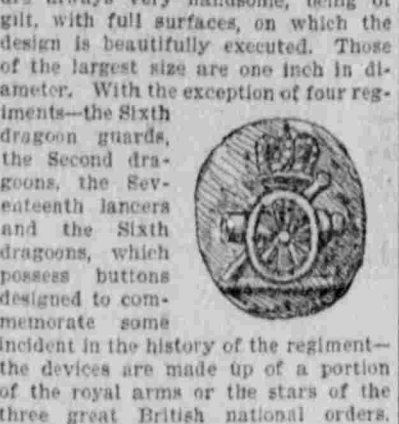 are always very handsome, being of
gilt, with full surfaces, on which the
design is beautifully executed. Those
of the largest size are one inch in di-
ameter. With the exception of four reg-
iments—the Sixth
dragoon guards,
the Second dra-
goons, the Sev-
enteenth lancers
and the Sixth
dragoons, which
possess buttons
designed to com-
memorate some
incident in the history of the regiment—
the devices are made up of a portion
of the royal arms or the stars of the
three great British national orders.